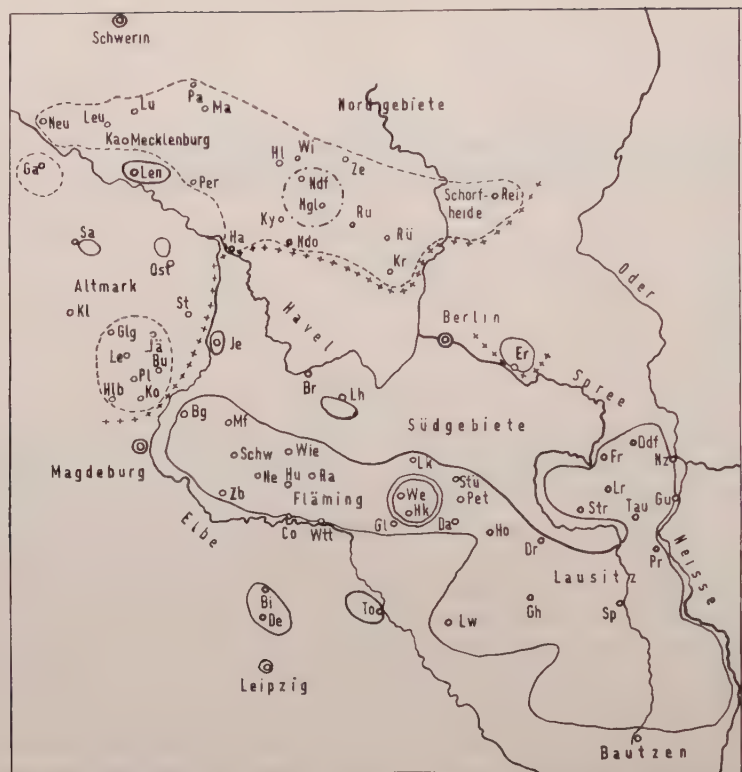 Schwerin
Nordgebiete
Pa
Lu
Ma
Neu
Leu
Ka
Mecklenburg
Hl
Wi
Ze
Ga
Len
Per
Ndf
Ngl
Schorf-
heide
Rei
Ky
Ru
Rü
Sa
Ha
Ndo
Kr
Ost
Oder
Altmark
Kl
St
Havel
Berlin
Glg
Jä
Je
Le
Bu
Er
Pl
Spree
Hlb
Ko
Br
Lh
Bg
Mf
Südgebiete
Magdeburg
Schw
Wie
Lk
Fr
Ddf
Nz
Ne
Hu
Ra
Stü
Zb
Fläming
We
Pet
Lr
Gu
Hk
Str
Tau
Elbe
Co
Wtt
Gl
Da
Ho
Dr
Pr
Neisse
Lausitz
Bi
De
To
Lw
Gh
Sp
Leipzig
Bautzen